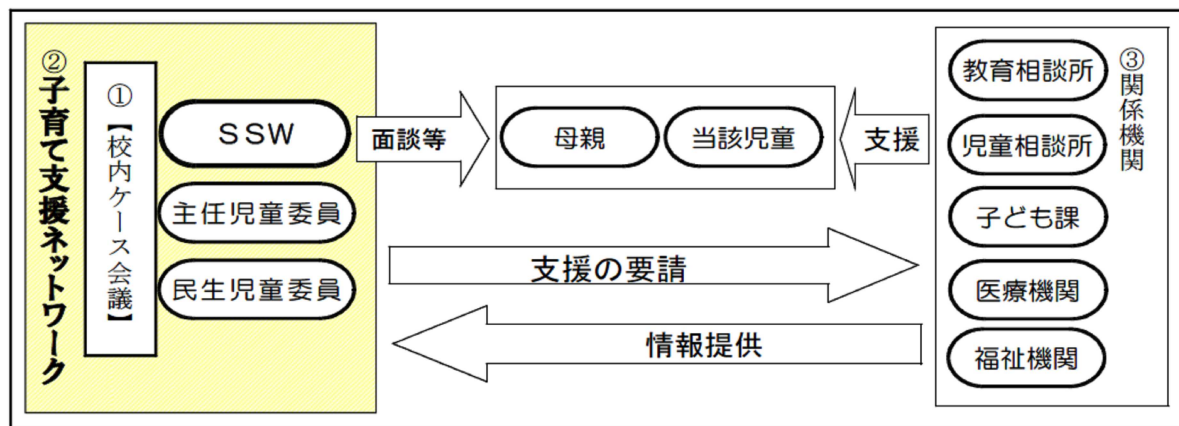 ②子育て支援ネットワーク
①【校内ケース会議】
ＳＳＷ
主任児童委員
民生児童委員
面談等
母親
当該児童
支援
支援の要請
情報提供
③関係機関
教育相談所
児童相談所
子ども課
医療機関
福祉機関